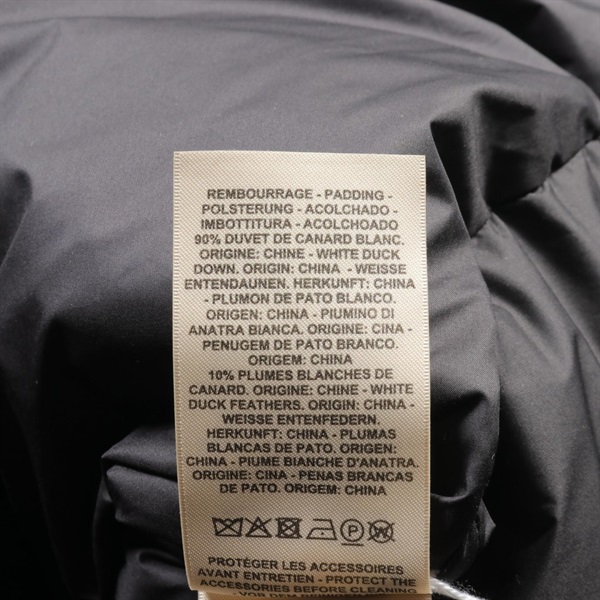 REMBOURRAGE - PADDING -
POLSTERUNG - ACOLCHADO -
IMBOTTITURA - ACOLHOADO
90% DUVET DE CANARD BLANC.
ORIGINE: CHINE - WHITE DUCK
DOWN. ORIGIN: CHINA - WEISSE
ENTENDAUNEN. HERKUNFT: CHINA
- PLUMON DE PATO BLANCO.
ORIGEN: CHINA - PIUMINO DI
ANATRA BIANCA. ORIGINE: CINA -
PENUGEM DE PATO BRANCO.
ORIGEM: CHINA
10% PLUMES BLANCHES DE
CANARD. ORIGINE: CHINE - WHITE
DUCK FEATHERS. ORIGIN: CHINA -
WEISSE ENTENFEDERN.
HERKUNFT: CHINA - PLUMAS
BLANCAS DE PATO. ORIGEN:
CHINA - PIUME BIANCHE D'ANATRA.
ORIGINE: CINA - PENAS BRANCAS
DE PATO. ORIGEM: CHINA
P W
PROTÉGER LES ACCESSOIRES
AVANT ENTRETIEN - PROTECT THE
ACCESSORIES BEFORE CLEANING